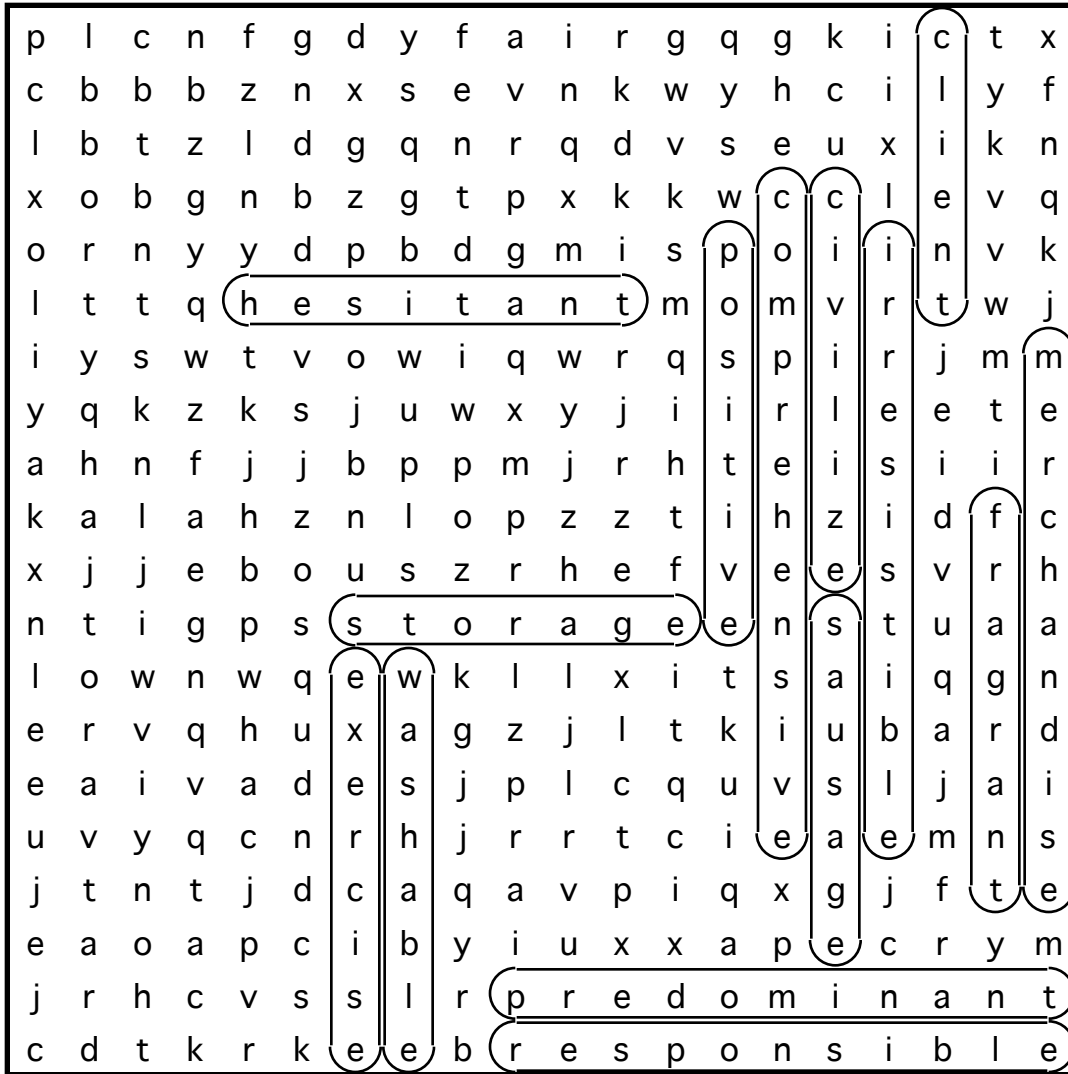 p l c n f g d y f a i r g q g k i c t x
c b b b z n x s e v n k w y h c i l y f
l b t z l d g q n r q d v s e u x i k n
x o b g n b z g t p x k k w c c l e v q
o r n y y d p b d g m i s p o i i n v k
l t t q h e s i t a n t m o m v r t w j
i y s w t v o w i q w r q s p i r j m m
y q k z k s j u w x y j i i r l e e t e
a h n f j j b p p m j r h t e i s i i r
k a l a h z n l o p z z t i h z i d f c
x j j e b o u s z r h e f v e e s v r h
n t i g p s s t o r a g e e n s t u a a
l o w n w q e w k l l x i t s a i q g n
e r v q h u x a g z j l t k i u b a r d
e a i v a d e s j p l c q u v s l j a i
u v y q c n r h j r r t c i e a e m n s
j t n t j d c a q a v p i q x g j f t e
e a o a p c i b y i u x x a p e c r y m
j r h c v s s l r p r e d o m i n a n t
c d t k r k e e b r e s p o n s i b l e